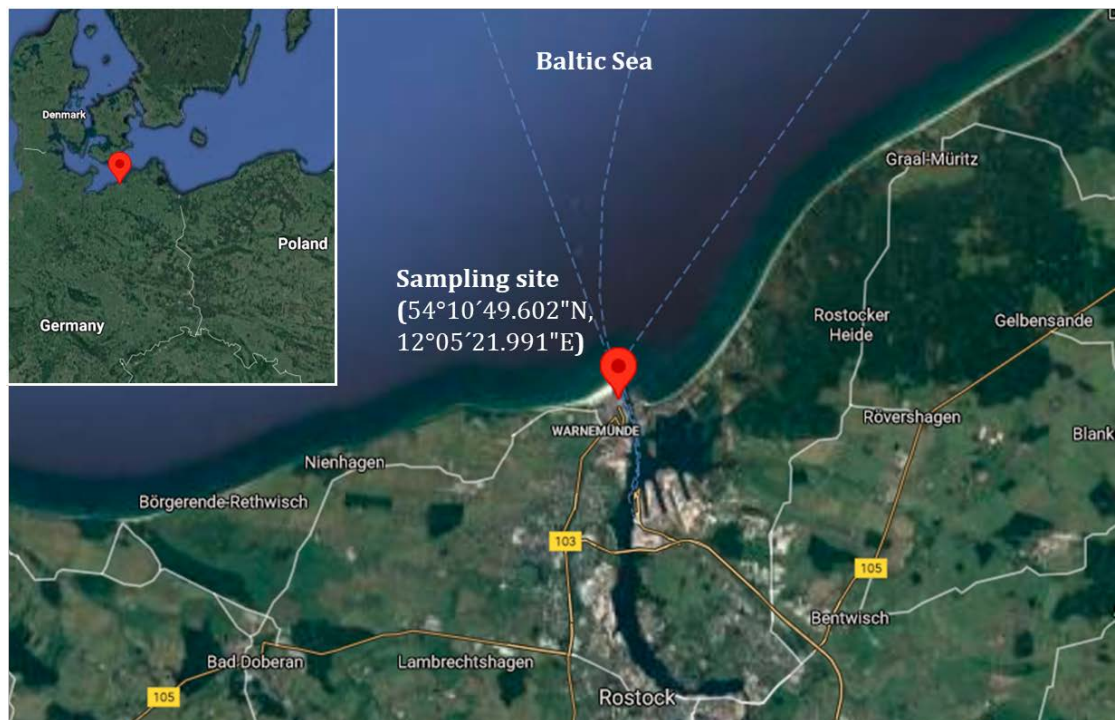 Denmark
Poland
Germany
Baltic Sea
Sampling site
(54°10´49.602"N,
12°05´21.991"E)
Graal-Müritz
Rostocker
Heide
Gelbensande
Rövershagen
Blank
WARNEMÜNDE
Nienhagen
Börgerende-Rethwisch
103
105
Bentwisch
Bad Doberan
Lambrechtshagen
105
Rostock